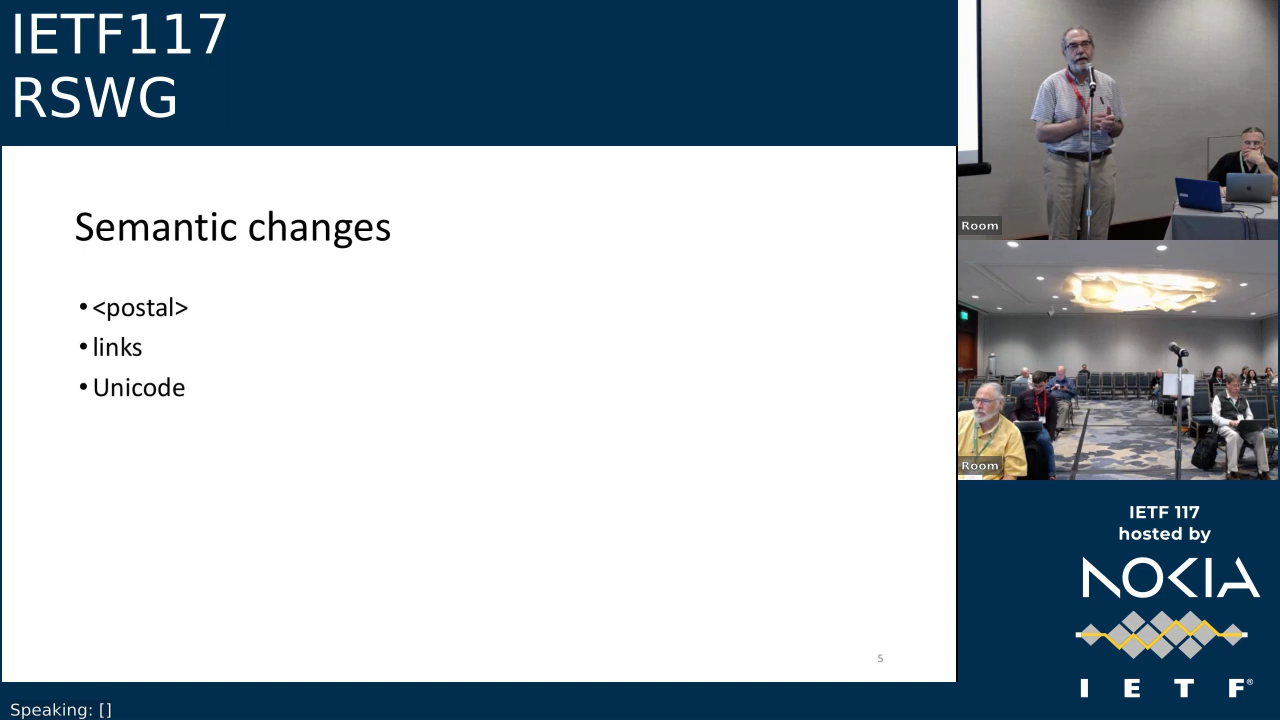 IETF117
RSWG
Semantic changes
• <postal>
• links
• Unicode
5
Room
Room
IETF 117
hosted by
NOKIA
I E T F®
Speaking: []